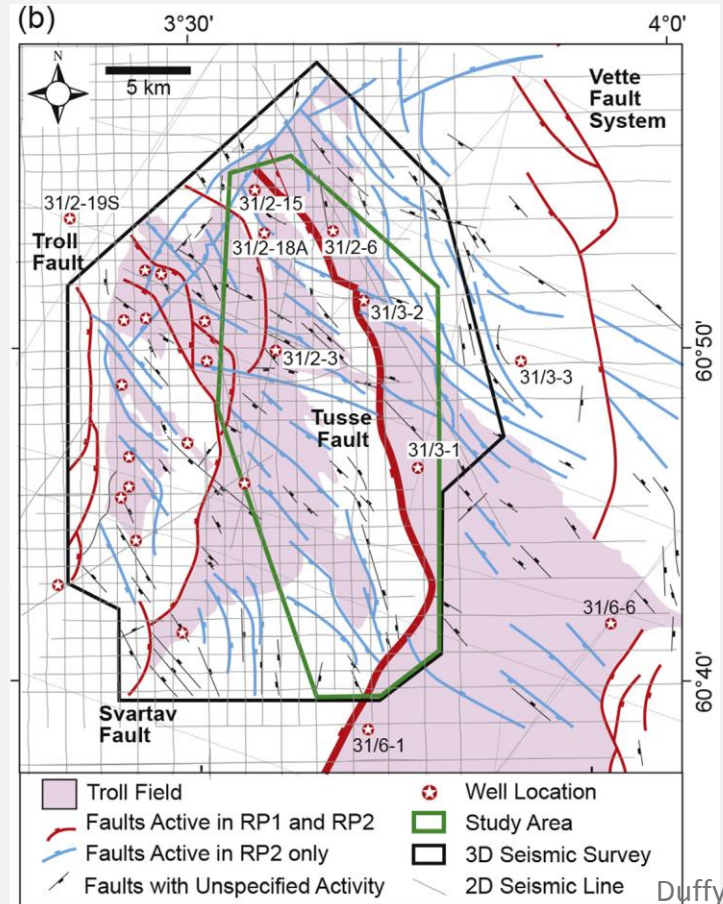 (b)
3°30'
4°0'
N
5 km
Vette
Fault
System
31/2-19S
31/2-15
Troll
Fault
31/2-18A
31/2-6
31/3-2
60°50'
31/2-3
31/3-3
Tusse
Fault
31/3-1
31/6-6
60°40'
Svartav
Fault
31/6-1
Troll Field
Well Location
Faults Active in RP1 and RP2
Study Area
Faults Active in RP2 only
3D Seismic Survey
Faults with Unspecified Activity
2D Seismic Line
Duffy